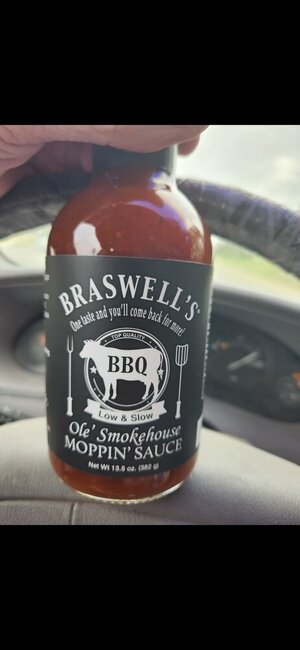 BRASWELL'S®
One taste and you'll come back for more!
TOP QUALITY
BBQ
Low & Slow
Ole' Smokehouse
MOPPIN' SAUCE
Net Wt 13.5 oz. (382 g)